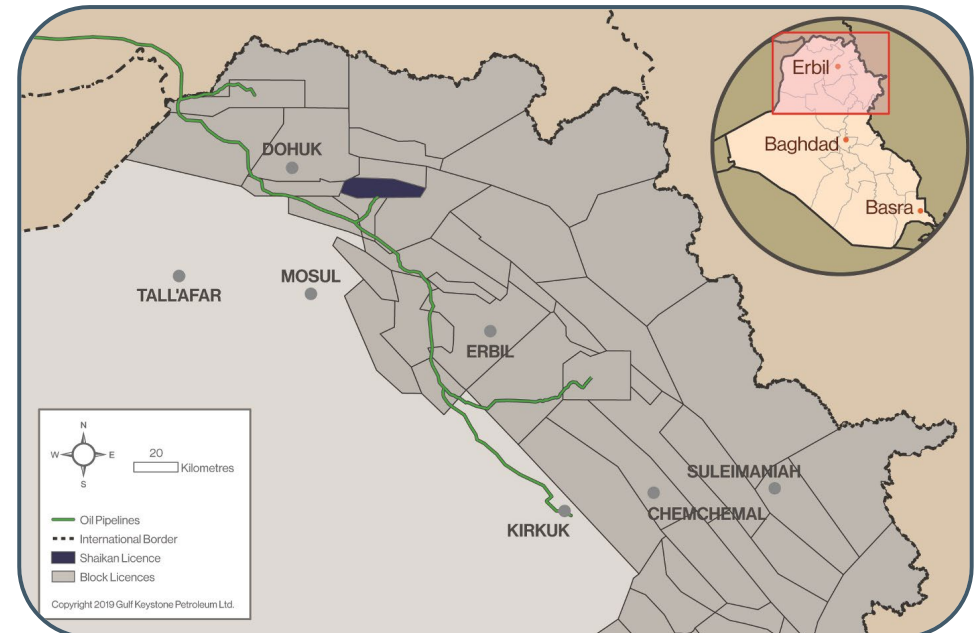 Erbil
Baghdad
Basra
DOHUK
MOSUL
TALL'AFAR
ERBIL
SULEIMANIAH
CHEMCHEMAL
KIRKUK
N
W
E
S
20
Kilometres
Oil Pipelines
International Border
Shaikan Licence
Block Licences
Copyright 2019 Gulf Keystone Petroleum Ltd.